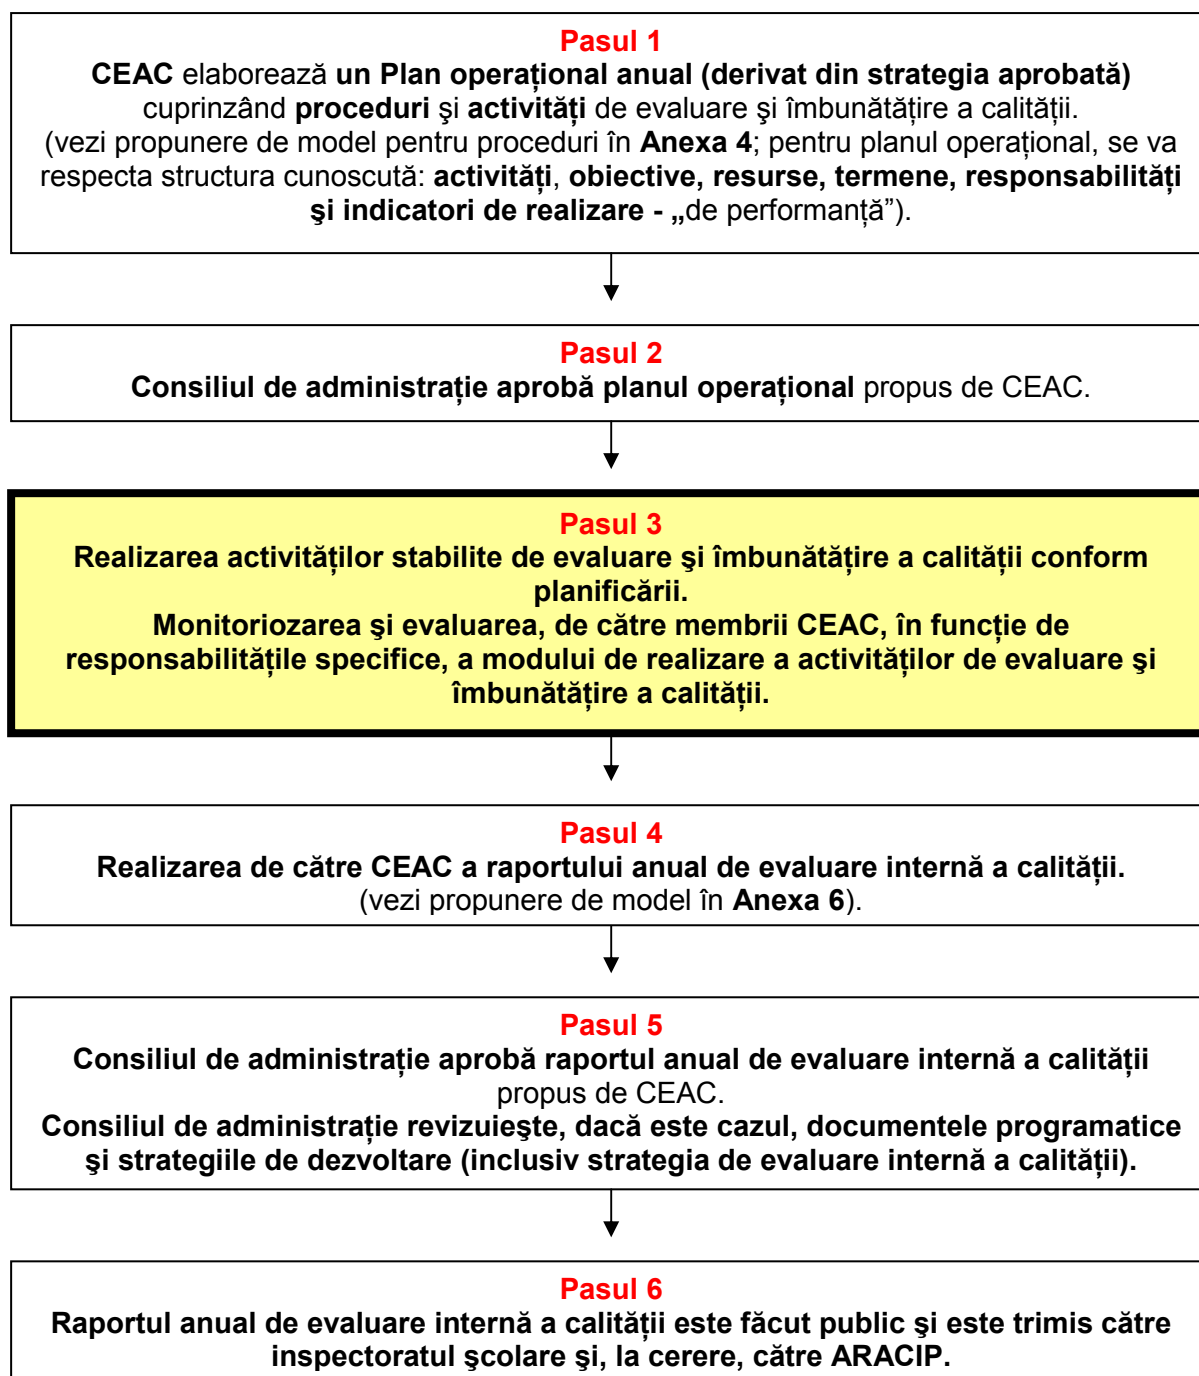 Pasul 1
CEAC elaborează un Plan operațional anual (derivat din strategia aprobată)
cuprinzând proceduri şi activități de evaluare şi îmbunătățire a calității.
(vezi propunere de model pentru proceduri în Anexa 4; pentru planul operațional, se va
respecta structura cunoscută: activități, obiective, resurse, termene, responsabilități
şi indicatori de realizare - „de performanță”).
Pasul 2
Consiliul de administrație aprobă planul operațional propus de CEAC.
Pasul 3
Realizarea activităților stabilite de evaluare şi îmbunătățire a calității conform
planificării.
Monitoriozarea şi evaluarea, de către membrii CEAC, în funcție de
responsabilitățile specifice, a modului de realizare a activităților de evaluare şi
îmbunătățire a calității.
Pasul 4
Realizarea de către CEAC a raportului anual de evaluare internă a calității.
(vezi propunere de model în Anexa 6).
Pasul 5
Consiliul de administrație aprobă raportul anual de evaluare internă a calității
propus de CEAC.
Consiliul de administrație revizuieşte, dacă este cazul, documentele programatice
şi strategiile de dezvoltare (inclusiv strategia de evaluare internă a calității).
Pasul 6
Raportul anual de evaluare internă a calității este făcut public şi este trimis către
inspectoratul şcolare şi, la cerere, către ARACIP.